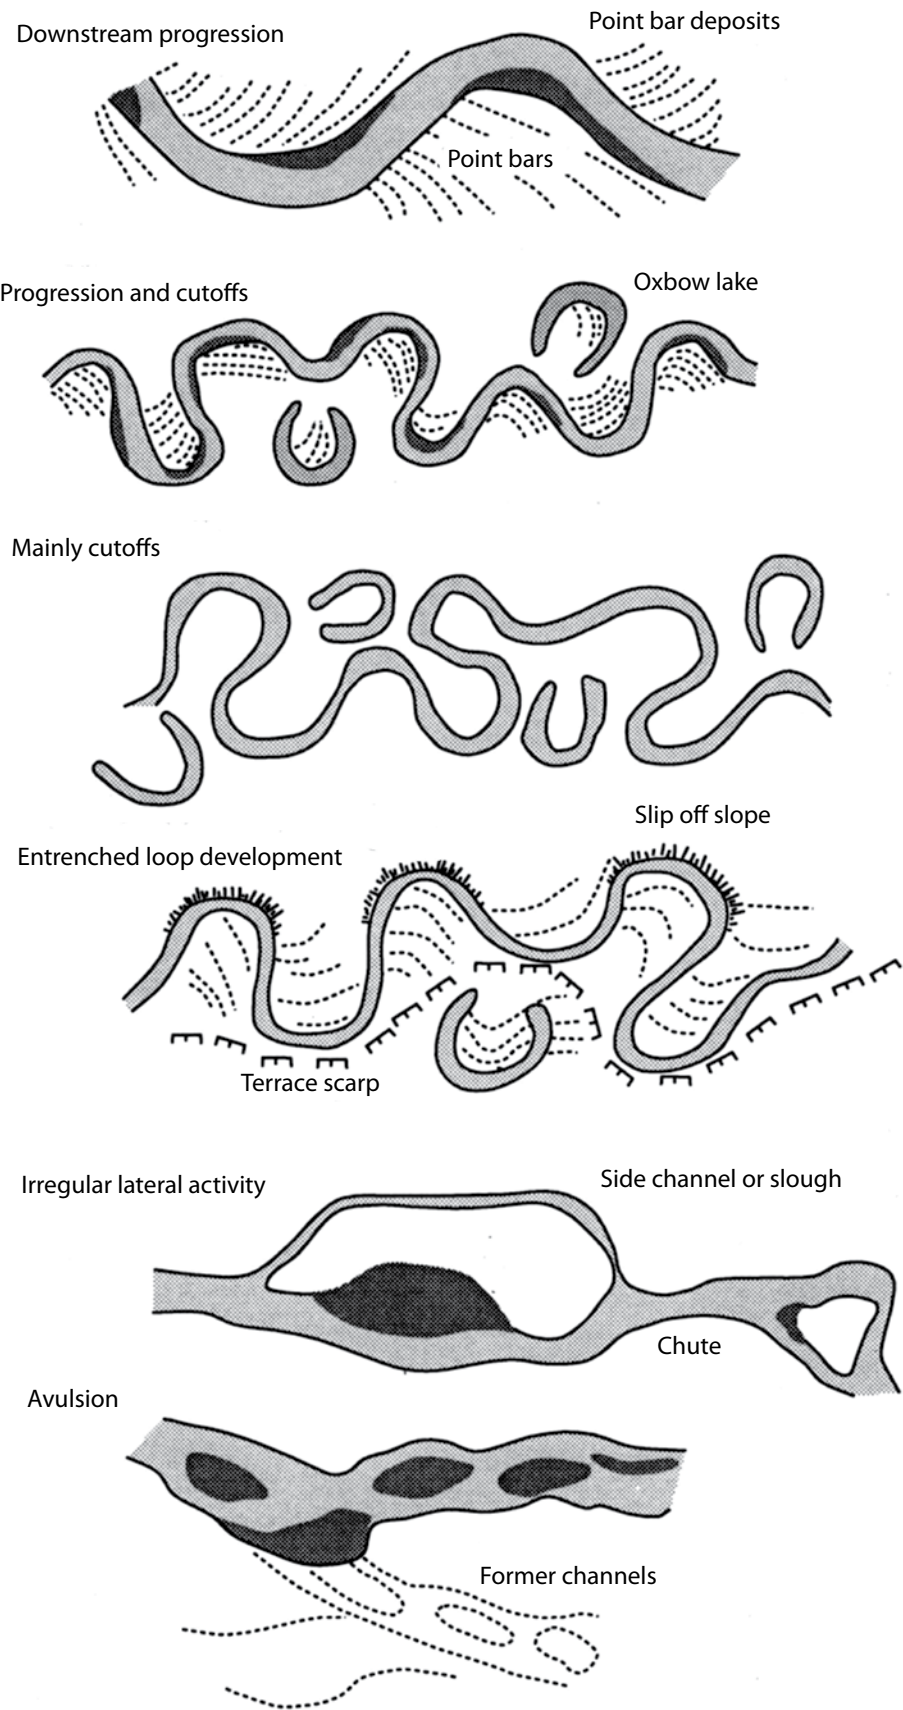 Downstream progression
Point bar deposits
Point bars
Progression and cutoffs
Oxbow lake
Mainly cutoffs
Slip off slope
Entrenched loop development
Terrace scarp
Irregular lateral activity
Side channel or slough
Chute
Avulsion
Former channels